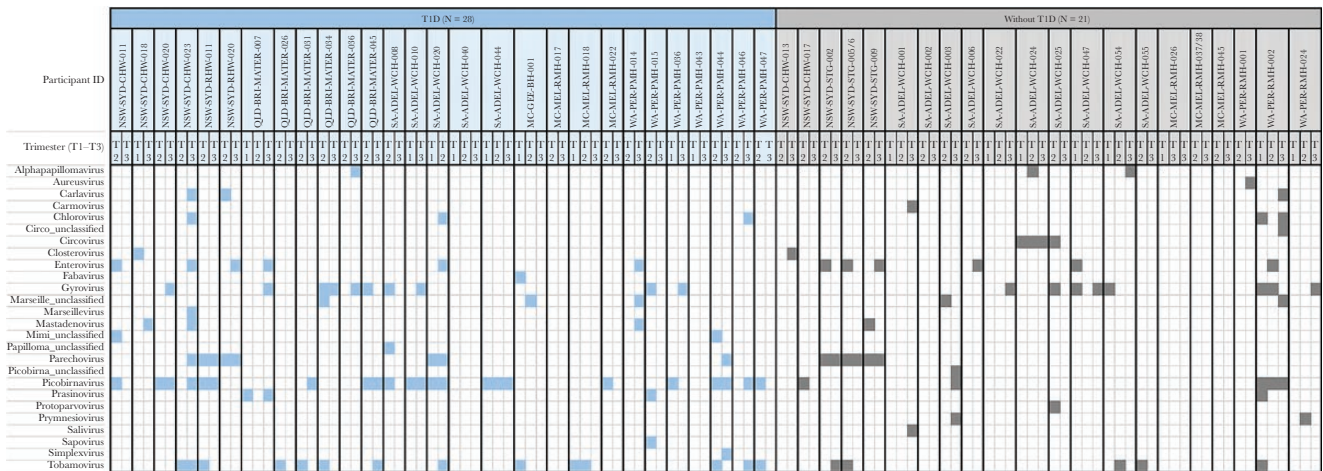 T1D (N = 28)
Without T1D (N = 21)
Participant ID
NSW-SYD-CHW-011
NSW-SYD-CHW-018
NSW-SYD-CHW-020
NSW-SYD-CHW-023
NSW-SYD-RHW-011
NSW-SYD-RHW-020
QLD-BRI-MATER-007
QLD-BRI-MATER-026
QLD-BRI-MATER-031
QLD-BRI-MATER-034
QLD-BRI-MATER-036
QLD-BRI-MATER-045
SA-ADEL-WCH-008
SA-ADEL-WCH-010
SA-ADEL-WCH-020
SA-ADEL-WCH-040
SA-ADEL-WCH-044
MC-GEE-BH-001
MC-MEL-RMH-017
MC-MEL-RMH-018
MC-MEL-RMH-022
WA-PER-PMH-014
WA-PER-PMH-015
WA-PER-PMH-036
WA-PER-PMH-043
WA-PER-PMH-044
WA-PER-PMH-046
WA-PER-PMH-047
NSW-SYD-CHW-013
NSW-SYD-CHW-017
NSW-SYD-STG-002
NSW-SYD-STG-005/6
NSW-SYD-STG-009
SA-ADEL-WCH-001
SA-ADEL-WCH-002
SA-ADEL-WCH-003
SA-ADEL-WCH-006
SA-ADEL-WCH-022
SA-ADEL-WCH-024
SA-ADEL-WCH-025
SA-ADEL-WCH-047
SA-ADEL-WCH-054
SA-ADEL-WCH-055
MC-MEL-RMH-026
MC-MEL-RMH-037/38
MC-MEL-RMH-045
WA-PER-RMH-001
WA-PER-RMH-002
WA-PER-RMH-024
Trimester (T1–T3)
Alphapapillomavirus
Aureusvirus
Carlavirus
Carmovirus
Chlorovirus
Circo_unclassified
Circovirus
Closterovirus
Enterovirus
Fabavirus
Gyrovirus
Marseille_unclassified
Marseillevirus
Mastadenovirus
Mimi_unclassified
Papilloma_unclassified
Parechovirus
Picobirna_unclassified
Picobirnavirus
Prasinovirus
Protoparvovirus
Prymnesiovirus
Salivirus
Sapovirus
Simplexvirus
Tobamovirus